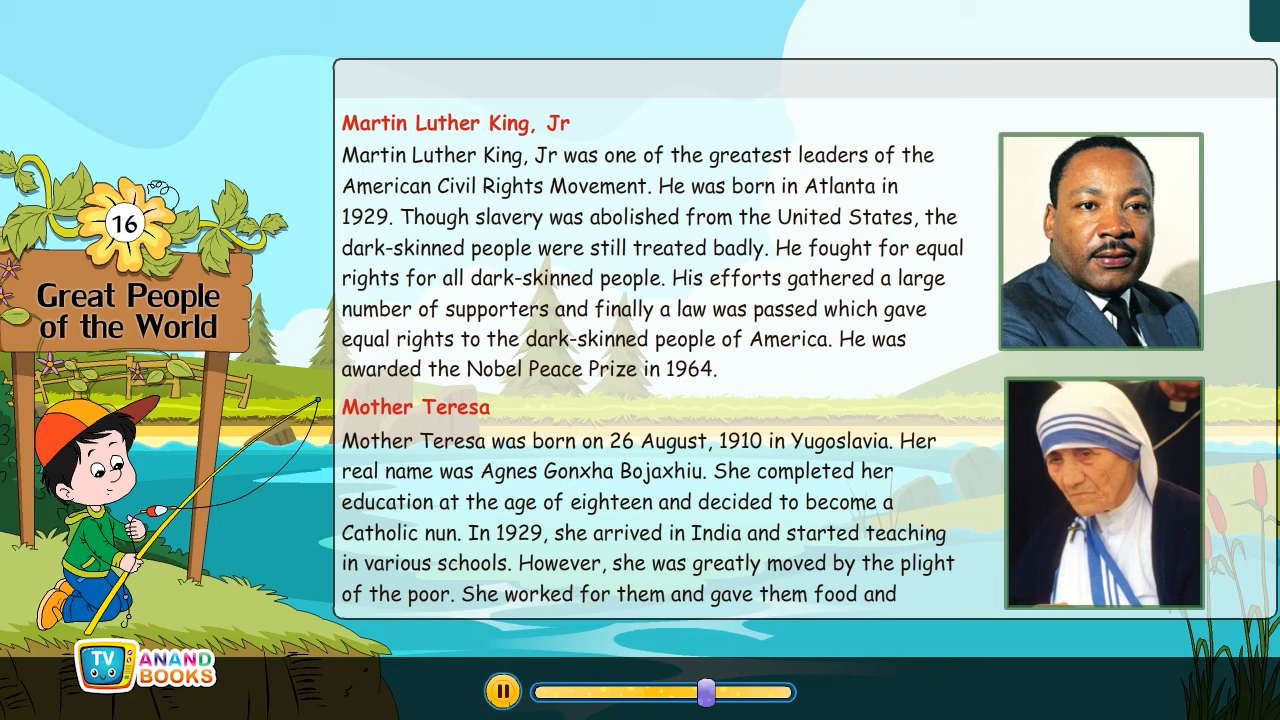 16
Great People
of the World
Martin Luther King, Jr
Martin Luther King, Jr was one of the greatest leaders of the
American Civil Rights Movement. He was born in Atlanta in
1929. Though slavery was abolished from the United States, the
dark-skinned people were still treated badly. He fought for equal
rights for all dark-skinned people. His efforts gathered a large
number of supporters and finally a law was passed which gave
equal rights to the dark-skinned people of America. He was
awarded the Nobel Peace Prize in 1964.
Mother Teresa
Mother Teresa was born on 26 August, 1910 in Yugoslavia. Her
real name was Agnes Gonxha Bojaxhiu. She completed her
education at the age of eighteen and decided to become a
Catholic nun. In 1929, she arrived in India and started teaching
in various schools. However, she was greatly moved by the plight
of the poor. She worked for them and gave them food and
TV
ANAND
BOOKS